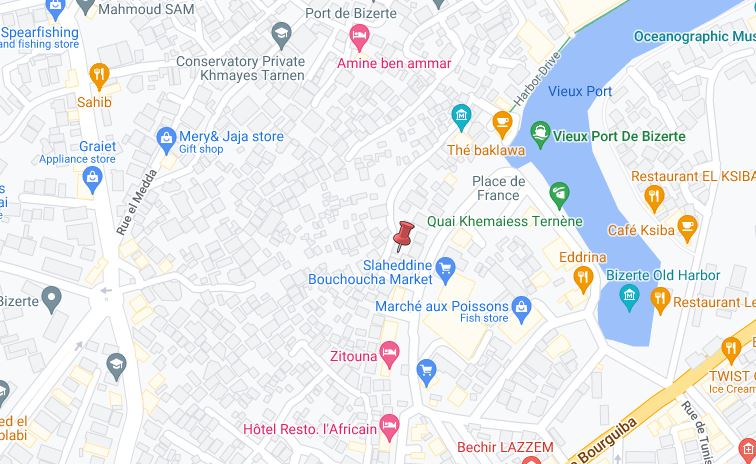 Mahmoud SAM
Port de Bizerte
Spearfishing
and fishing store
Conservatory Private
Khmayes Tarnen
Amine ben ammar
Harbor-Drive
Oceanographic Mus
Sahib
Vieux Port
Mery& Jaja store
Gift shop
Graiet
Appliance store
Thé baklawa
Vieux Port De Bizerte
Rue el Medda
Place de
France
Restaurant EL KSIBA
Quai Khemaiess Ternène
Café Ksiba
Slaheddine
Bouchoucha Market
Eddrina
Bizerte Old Harbor
Bizerte
Marché aux Poissons
Fish store
Restaurant Le
Zitouna
TWIST
Ice Cream
Hôtel Resto. l'Africain
Bourguiba
Rue de Tunis
Bechir LAZZEM